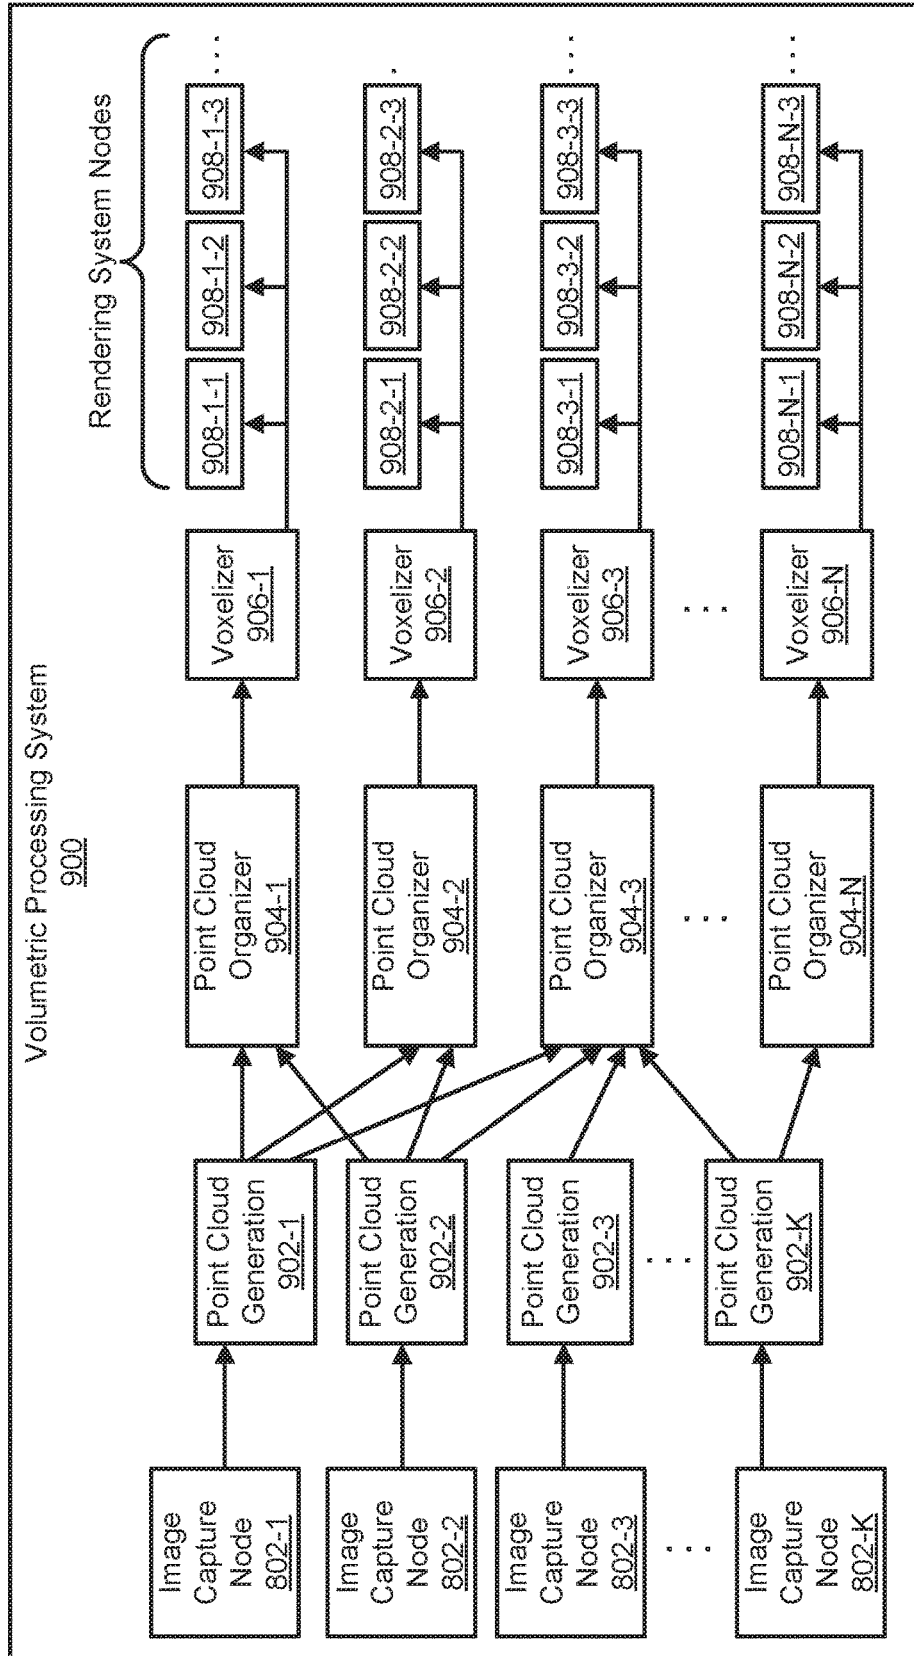 Volumetric Processing System
900
Rendering System Nodes
Image
Capture
Node
802-1
Point Cloud
Generation
902-1
Point Cloud
Organizer
904-1
Voxelizer
906-1
908-1-1
908-1-2
908-1-3
. . .
Image
Capture
Node
802-2
Point Cloud
Generation
902-2
Point Cloud
Organizer
904-2
Voxelizer
906-2
908-2-1
908-2-2
908-2-3
.
Image
Capture
Node
802-3
Point Cloud
Generation
902-3
Point Cloud
Organizer
904-3
Voxelizer
906-3
908-3-1
908-3-2
908-3-3
. . .
. . .
. . .
. . .
. . .
Image
Capture
Node
802-K
Point Cloud
Generation
902-K
Point Cloud
Organizer
904-N
Voxelizer
906-N
908-N-1
908-N-2
908-N-3
. . .